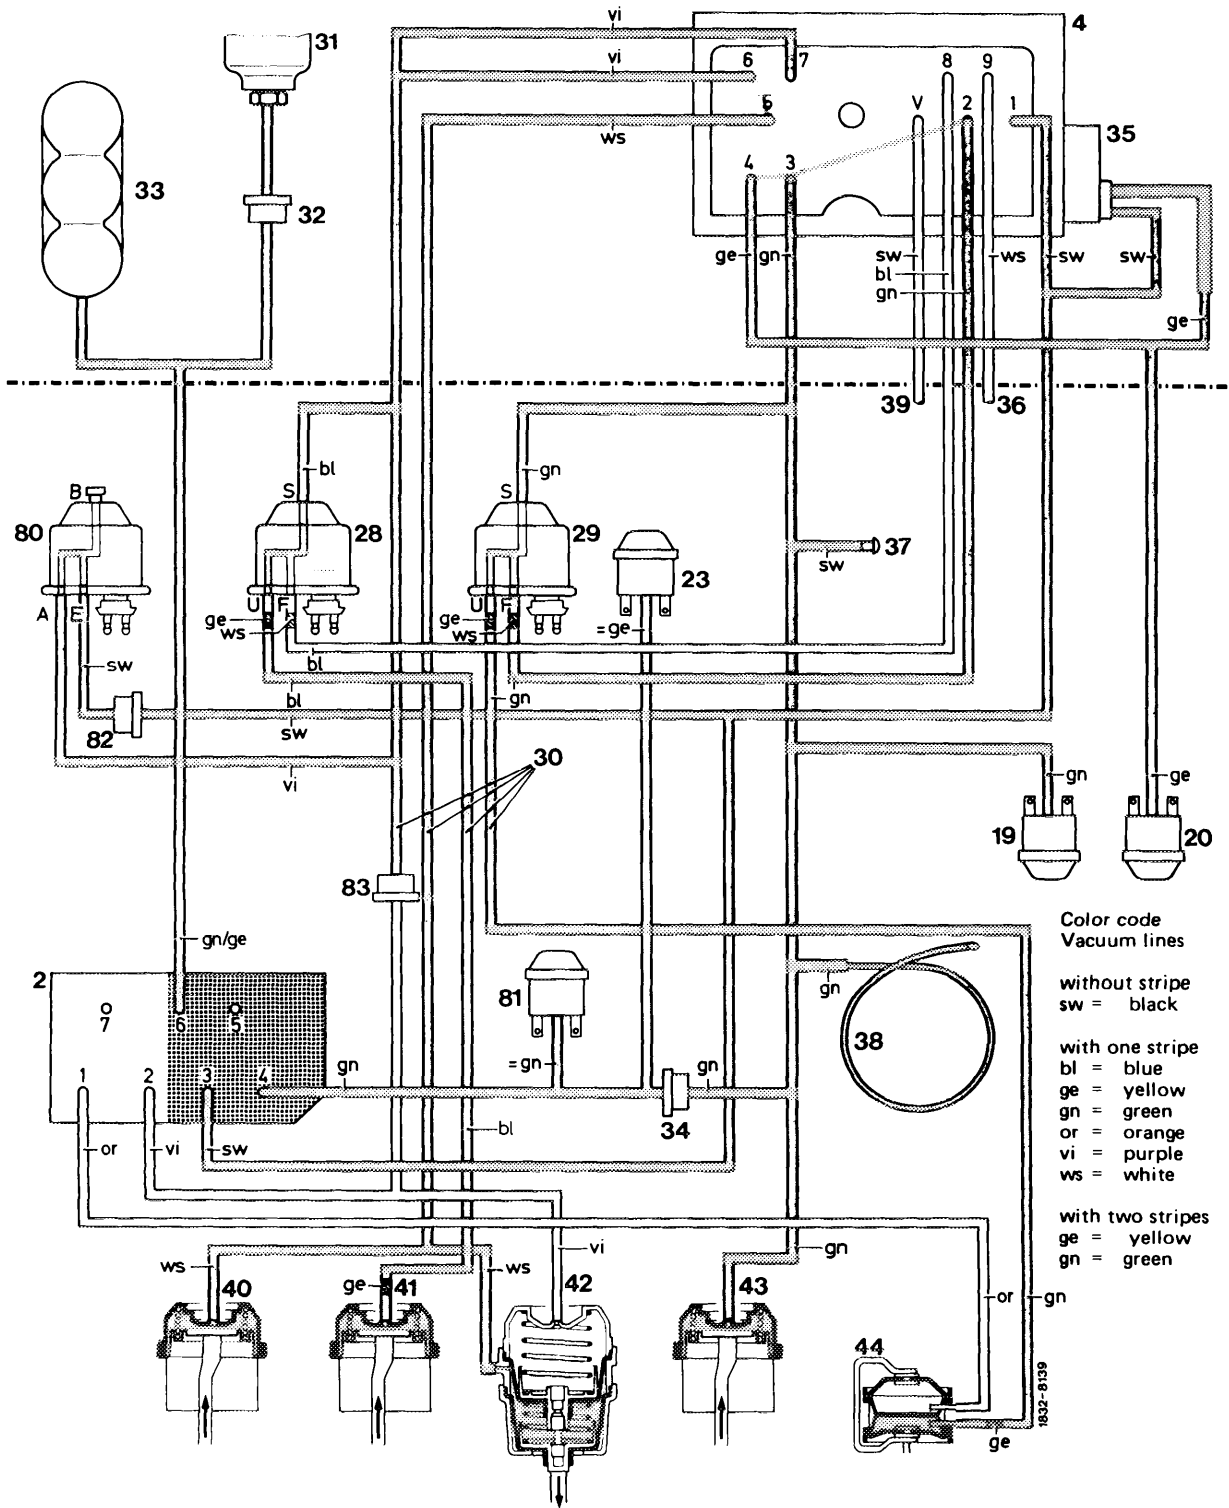 vi
4
31
6
7
vi
8
9
33
32
5
ws
V
2
1
35
4
3
ge
gn
sw
ws
sw
sw
bl
gn
ge
39
36
bl
gn
B
S
S
80
28
29
23
37
sw
A
E
U
F
U
F
ge
ws
ge
ws
=ge
sw
bl
bl
gn
gn
82
sw
vi
30
gn
ge
19
20
83
gn/ge
2
7
6
5
81
gn
38
1
2
3
4
gn
=gn
gn
34
or
vi
sw
bl
Color code
Vacuum lines
without stripe
sw = black
with one stripe
bl = blue
ge = yellow
gn = green
or = orange
vi = purple
ws = white
with two stripes
ge = yellow
gn = green
ws
40
ge
41
ws
42
vi
43
gn
or
gn
44
ge
1832-8139